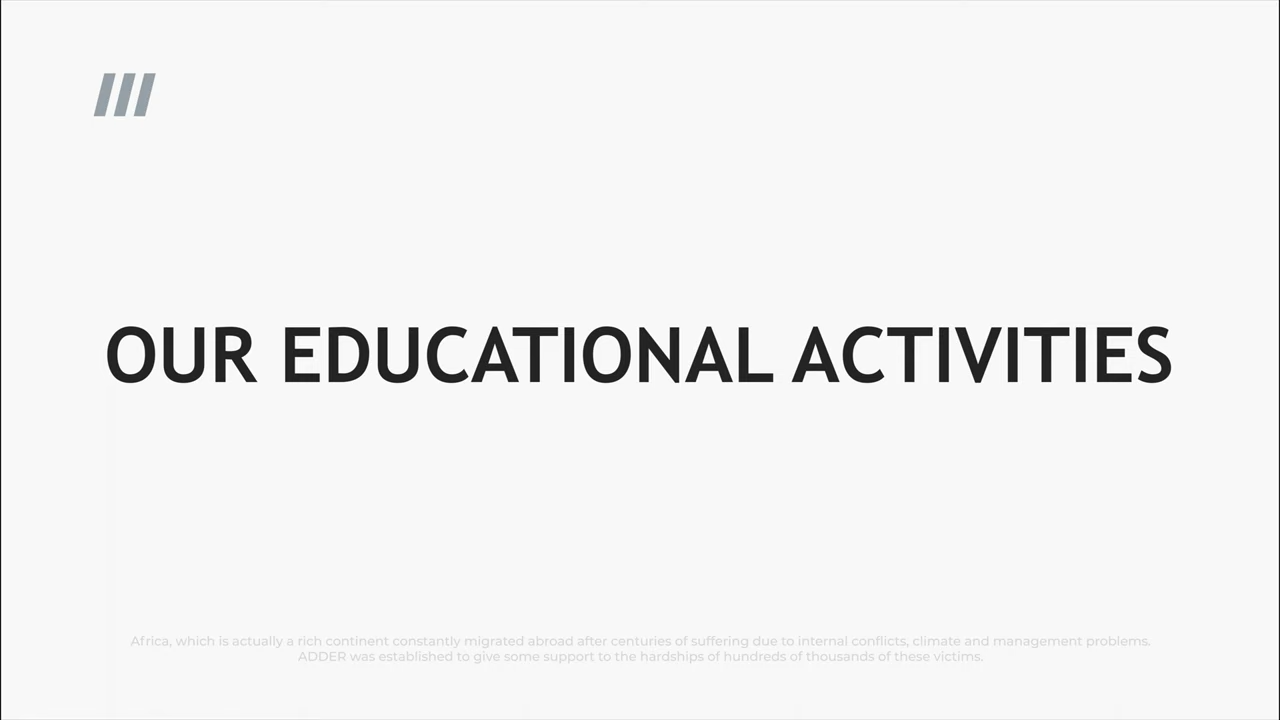 OUR EDUCATIONAL ACTIVITIES
Africa, which is actually a rich continent constantly migrated abroad after centuries of suffering due to internal conflicts, climate and management problems.
ADDER was established to give some support to the hardships of hundreds of thousands of these victims.